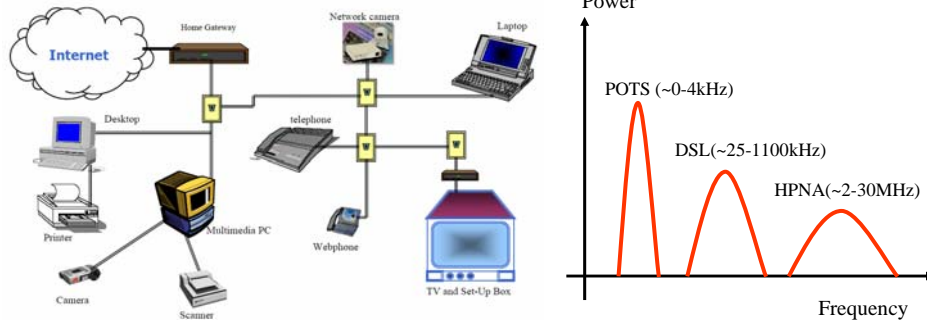 Internet
Home Gateway
Network camera
Laptop
W
W
Desktop
telephone
W
W
Printer
Multimedia PC
Webphone
Camera
Scanner
TV and Set-Up Box
Power
POTS (~0-4kHz)
DSL(~25-1100kHz)
HPNA(~2-30MHz)
Frequency